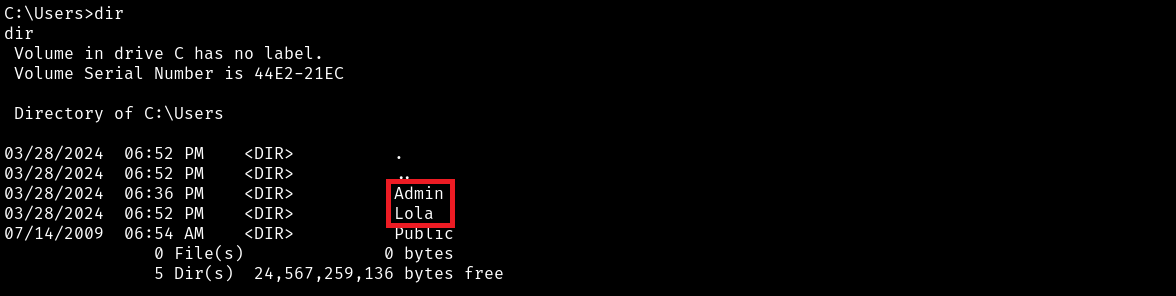 C:\Users>dir
dir
 Volume in drive C has no label.
 Volume Serial Number is 44E2-21EC

 Directory of C:\Users

03/28/2024  06:52 PM    <DIR>          .
03/28/2024  06:52 PM    <DIR>          ..
03/28/2024  06:36 PM    <DIR>          Admin
03/28/2024  06:52 PM    <DIR>          Lola
07/14/2009  06:54 AM    <DIR>          Public
               0 File(s)              0 bytes
               5 Dir(s)  24,567,259,136 bytes free